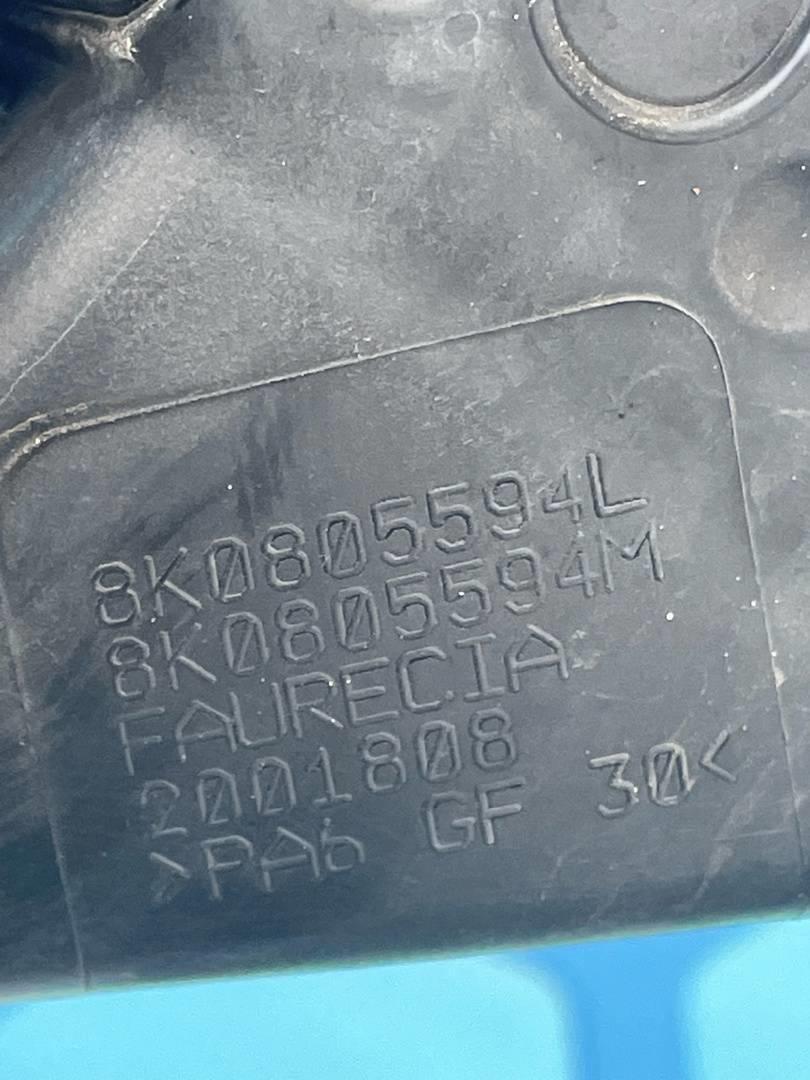 8K0805594L
8K0805594M
FAURECIA
2001808
>PA6 GF 30<